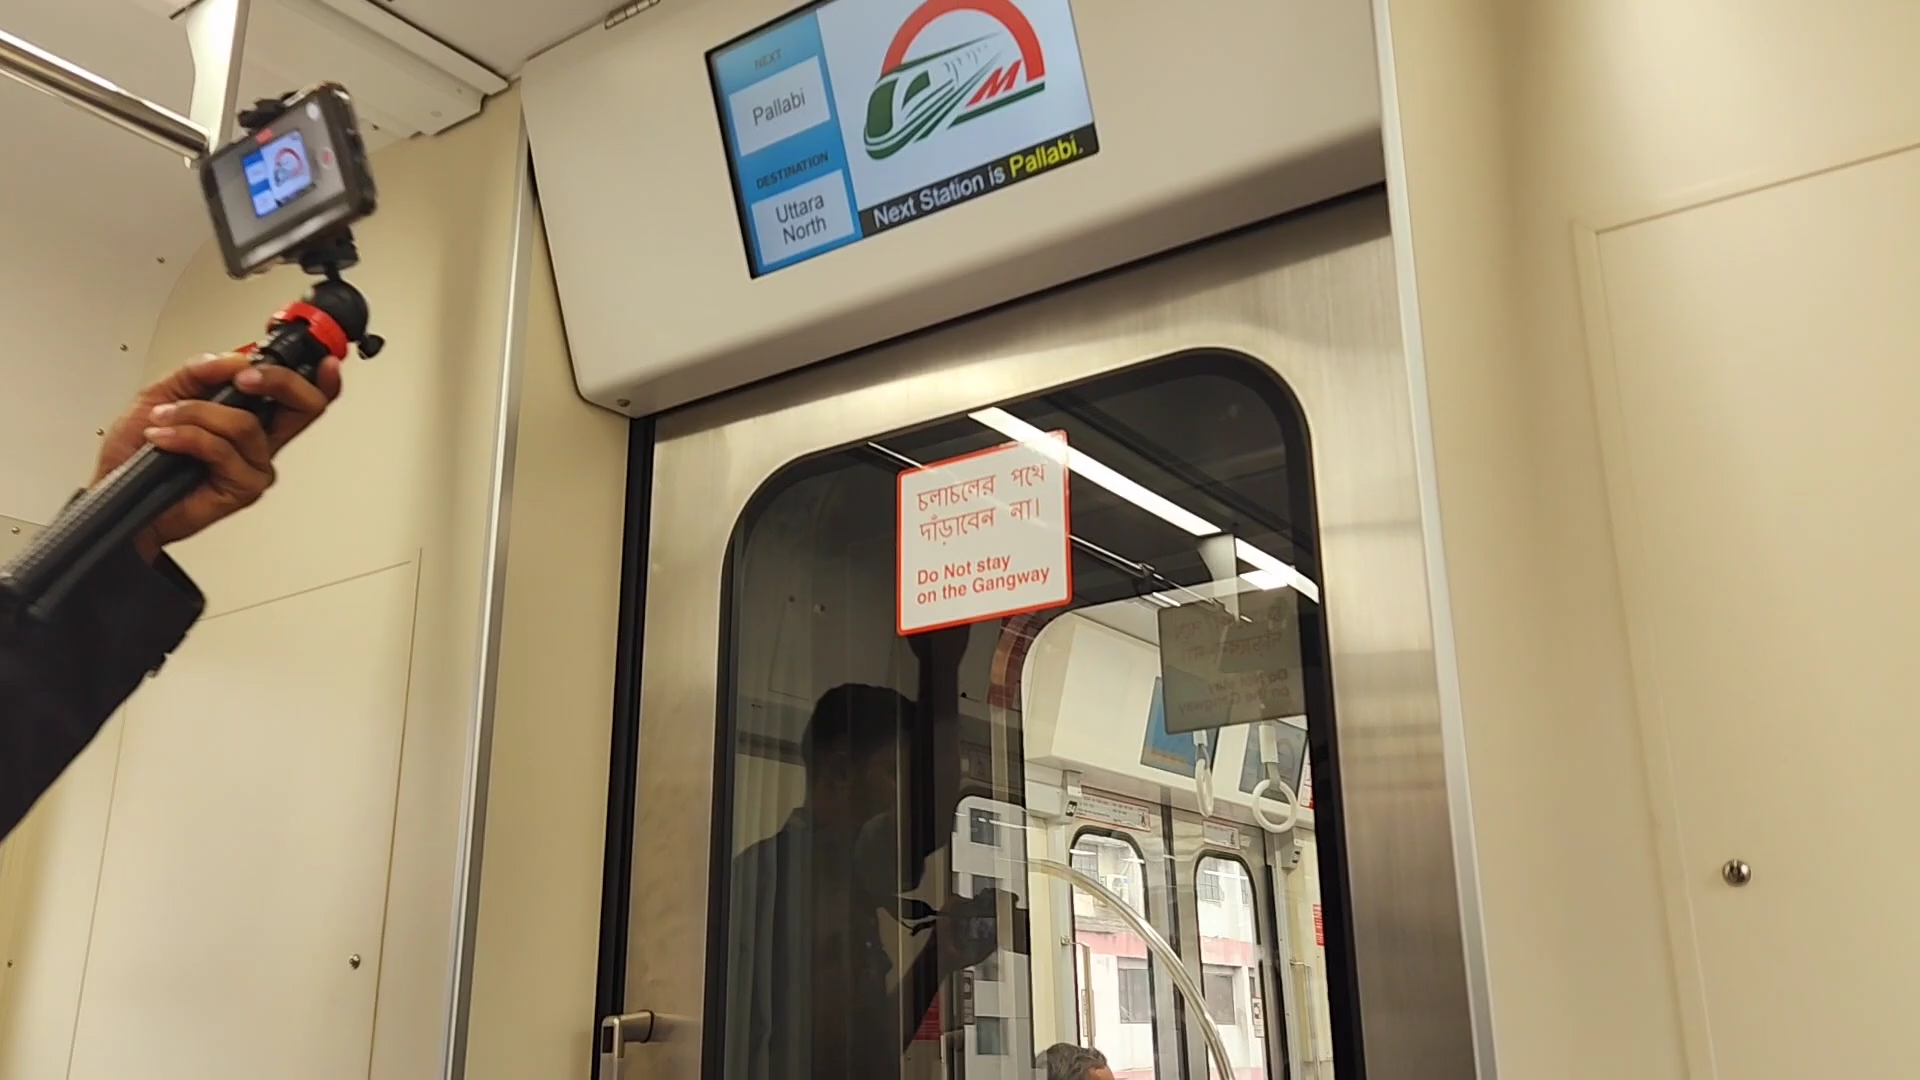 NEXT
Pallabi
DESTINATION
Uttara
North
M
Next Station is Pallabi.
চলাচলের পথে
দাঁড়াবেন না।
Do Not stay
on the Gangway